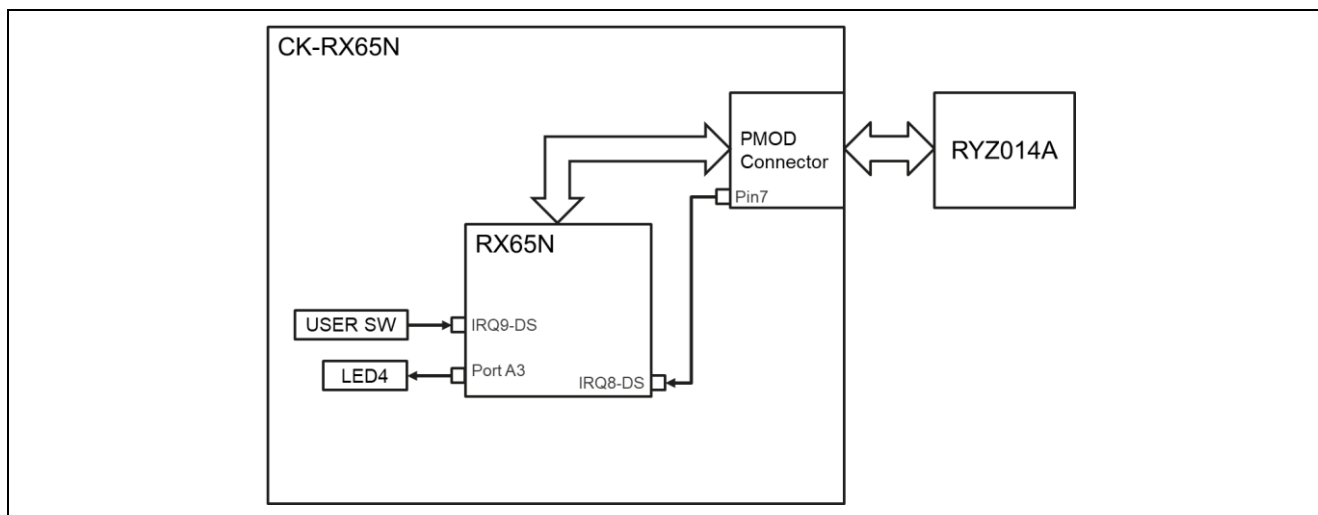 CK-RX65N
PMOD
Connector
Pin7
RYZ014A
RX65N
USER SW
IRQ9-DS
LED4
Port A3
IRQ8-DS